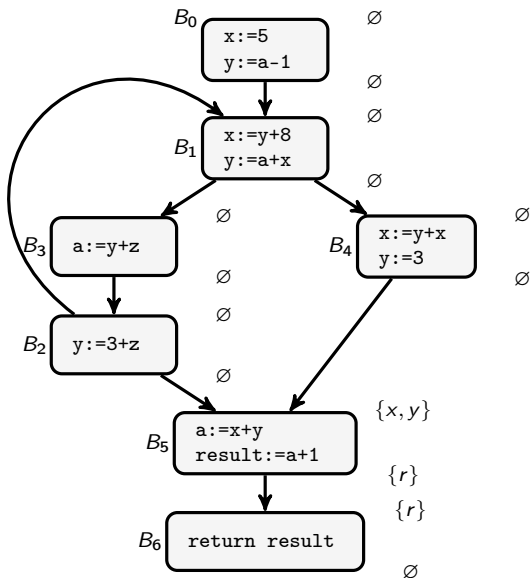 B0
x:=5
y:=a-1
∅
∅
B1
x:=y+8
y:=a+x
∅
∅
B3
a:=y+z
∅
∅
B4
x:=y+x
y:=3
∅
∅
B2
y:=3+z
∅
∅
B5
a:=x+y
result:=a+1
{x, y}
{r}
B6
return result
{r}
∅